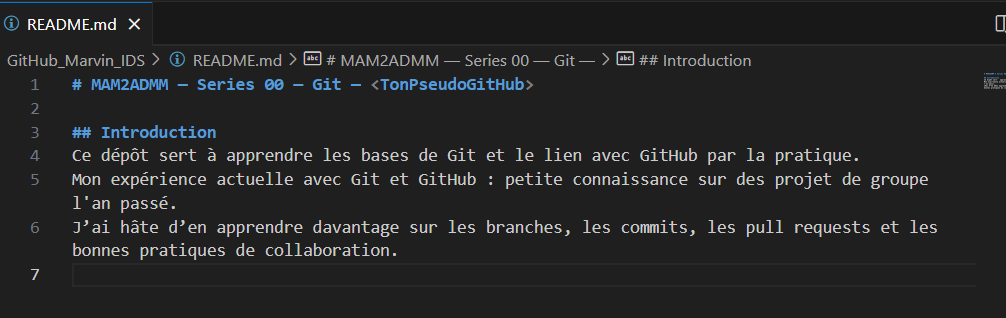 README.md
GitHub_Marvin_IDS > README.md > # MAM2ADMM — Series 00 — Git — > ## Introduction
1 # MAM2ADMM — Series 00 — Git — <TonPseudoGitHub>
2
3 ## Introduction
4 Ce dépôt sert à apprendre les bases de Git et le lien avec GitHub par la pratique.
5 Mon expérience actuelle avec Git et GitHub : petite connaissance sur des projet de groupe
l'an passé.
6 J’ai hâte d’en apprendre davantage sur les branches, les commits, les pull requests et les
bonnes pratiques de collaboration.
7